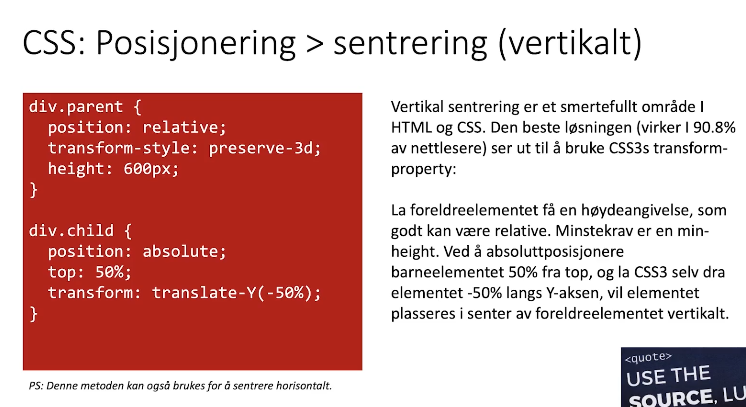 CSS: Posisjonering > sentrering (vertikalt)
div.parent {
  position: relative;
  transform-style: preserve-3d;
  height: 600px;
}
div.child {
  position: absolute;
  top: 50%;
  transform: translate-Y(-50%);
}
PS: Denne metoden kan også brukes for å sentrere horisontalt.
Vertikal sentrering er et smertefullt område I
HTML og CSS. Den beste løsningen (virker I 90.8%
av nettlesere) ser ut til å bruke CSS3s transform-
property:
La foreldreelementet få en høydeangivelse, som
godt kan være relative. Minstekrav er en min-
height. Ved å absoluttposisjonere
barneelementet 50% fra top, og la CSS3 selv dra
elementet -50% langs Y-aksen, vil elementet
plasseres i senter av foreldreelementet vertikalt.
<quote>
USE THE
SOURCE, LU